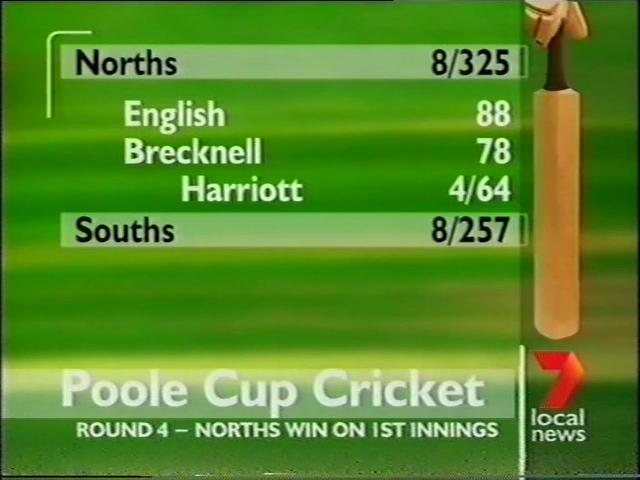 Norths 8/325
English 88
Brecknell 78
Harriott 4/64
Souths 8/257
Poole Cup Cricket
ROUND 4 – NORTHS WIN ON 1ST INNINGS
7
local
news